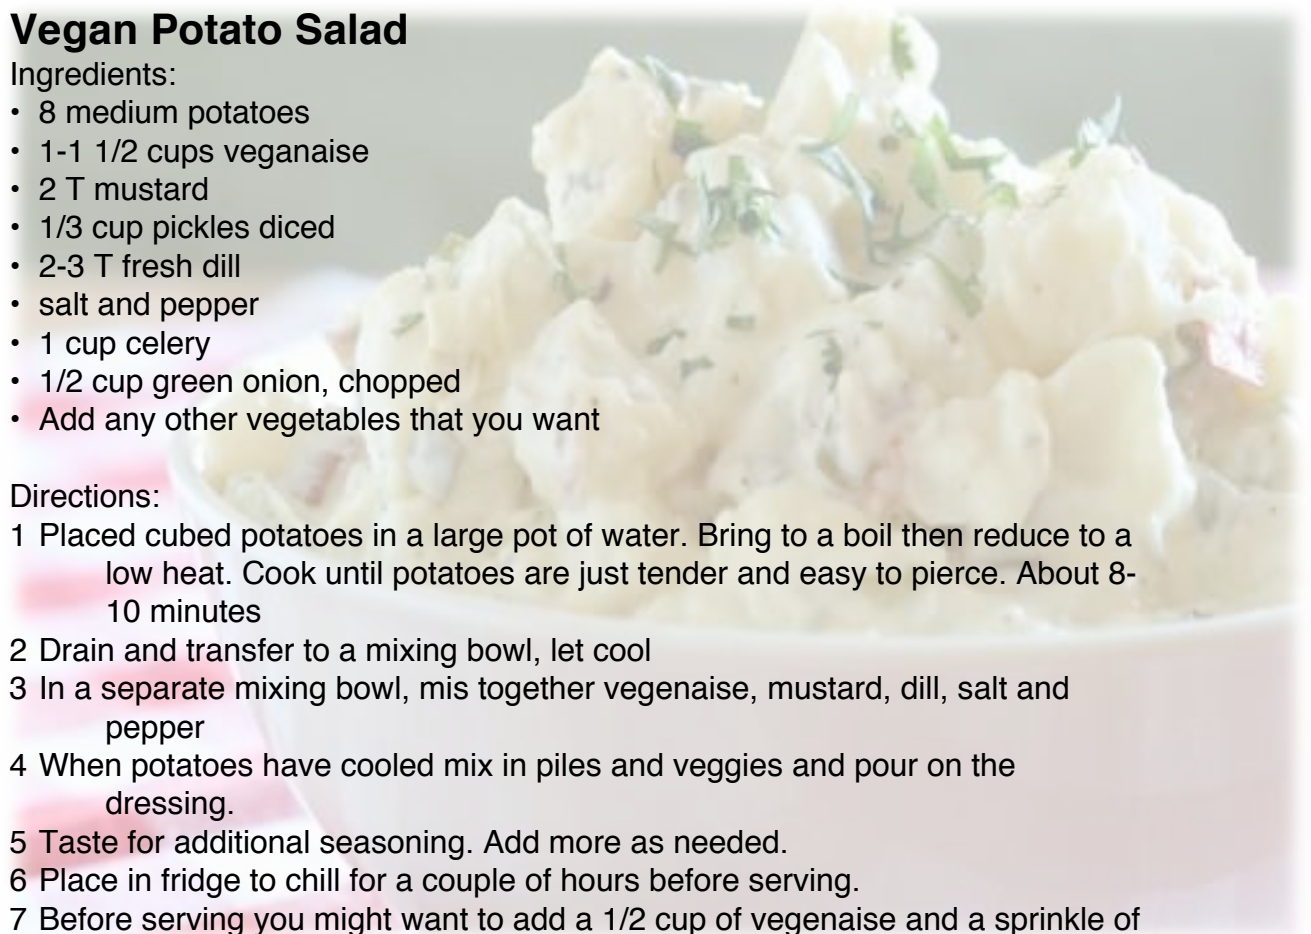 Vegan Potato Salad
Ingredients:
• 8 medium potatoes
• 1-1 1/2 cups veganaise
• 2 T mustard
• 1/3 cup pickles diced
• 2-3 T fresh dill
• salt and pepper
• 1 cup celery
• 1/2 cup green onion, chopped
• Add any other vegetables that you want
Directions:
1 Placed cubed potatoes in a large pot of water. Bring to a boil then reduce to a
low heat. Cook until potatoes are just tender and easy to pierce. About 8-
10 minutes
2 Drain and transfer to a mixing bowl, let cool
3 In a separate mixing bowl, mis together vegenaise, mustard, dill, salt and
pepper
4 When potatoes have cooled mix in piles and veggies and pour on the
dressing.
5 Taste for additional seasoning. Add more as needed.
6 Place in fridge to chill for a couple of hours before serving.
7 Before serving you might want to add a 1/2 cup of vegenaise and a sprinkle of